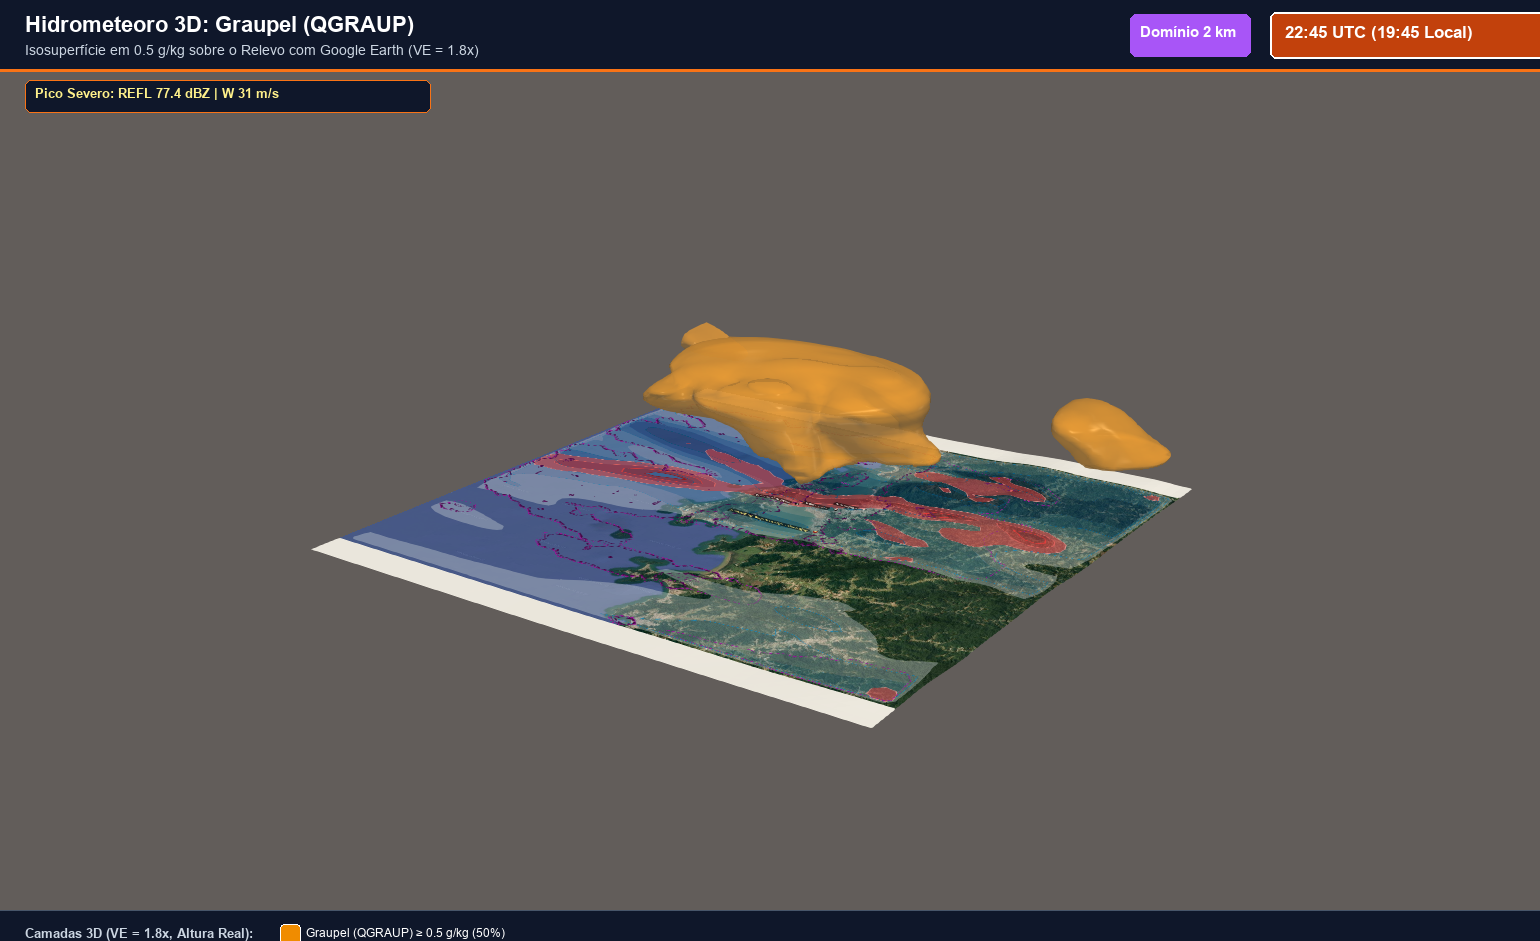 Hidrometeoro 3D: Graupel (QGRAUP)
Isosuperfície em 0.5 g/kg sobre o Relevo com Google Earth (VE = 1.8x)
Domínio 2 km
22:45 UTC (19:45 Local)
Pico Severo: REFL 77.4 dBZ | W 31 m/s
Camadas 3D (VE = 1.8x, Altura Real):
Graupel (QGRAUP) ≥ 0.5 g/kg (50%)